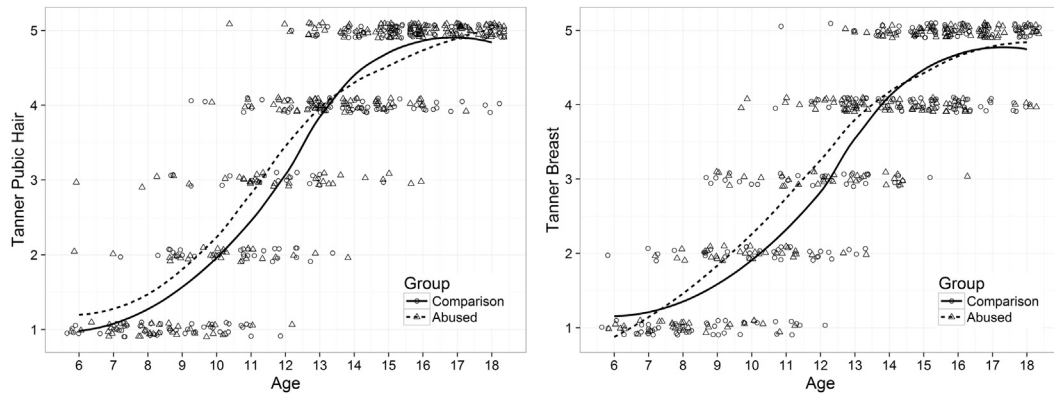 Tanner Pubic Hair
5
4
3
2
1
6 7 8 9 10 11 12 13 14 15 16 17 18
Age
Group
Comparison
Abused
Tanner Breast
5
4
3
2
1
6 7 8 9 10 11 12 13 14 15 16 17 18
Age
Group
Comparison
Abused